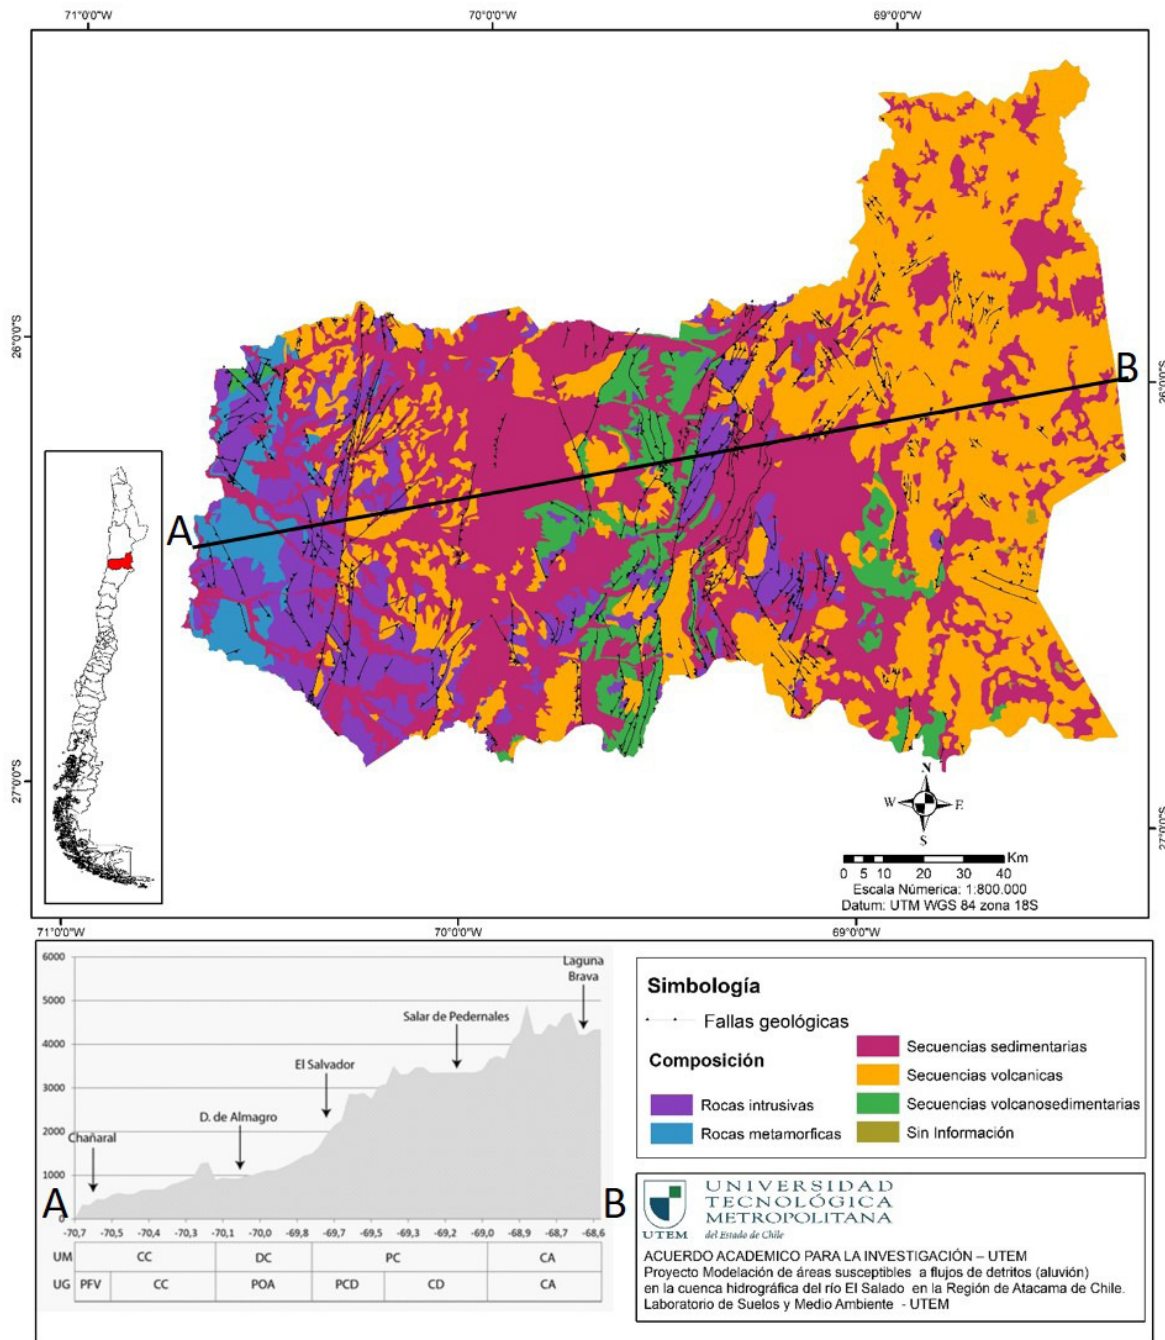 71°0'0"W 70°0'0"W 69°0'0"W
26°0'0"S
26°0'0"S
27°0'0"S
27°0'0"S
A
B
N
W E
S
Km
0 5 10 20 30 40
Escala Númerica: 1:800.000
Datum: UTM WGS 84 zona 18S
71°0'0"W 70°0'0"W 69°0'0"W
6000
5000
4000
3000
2000
1000
0
Chañaral
D. de Almagro
El Salvador
Salar de Pedernales
Laguna
Brava
A
B
-70,7 -70,5 -70,4 -70,3 -70,1 -70,0 -69,8 -69,7 -69,5 -69,3 -69,2 -69,0 -68,9 -68,7 -68,6
UM CC DC PC CA
UG PFV CC POA PCD CD CA
Simbología
Fallas geológicas
Composición
Rocas intrusivas
Rocas metamorficas
Secuencias sedimentarias
Secuencias volcanicas
Secuencias volcanosedimentarias
Sin Información
UTEM
UNIVERSIDAD
TECNOLÓGICA
METROPOLITANA
del Estado de Chile
ACUERDO ACADEMICO PARA LA INVESTIGACIÓN – UTEM
Proyecto Modelación de áreas susceptibles a flujos de detritos (aluvión)
en la cuenca hidrográfica del río El Salado en la Región de Atacama de Chile.
Laboratorio de Suelos y Medio Ambiente - UTEM